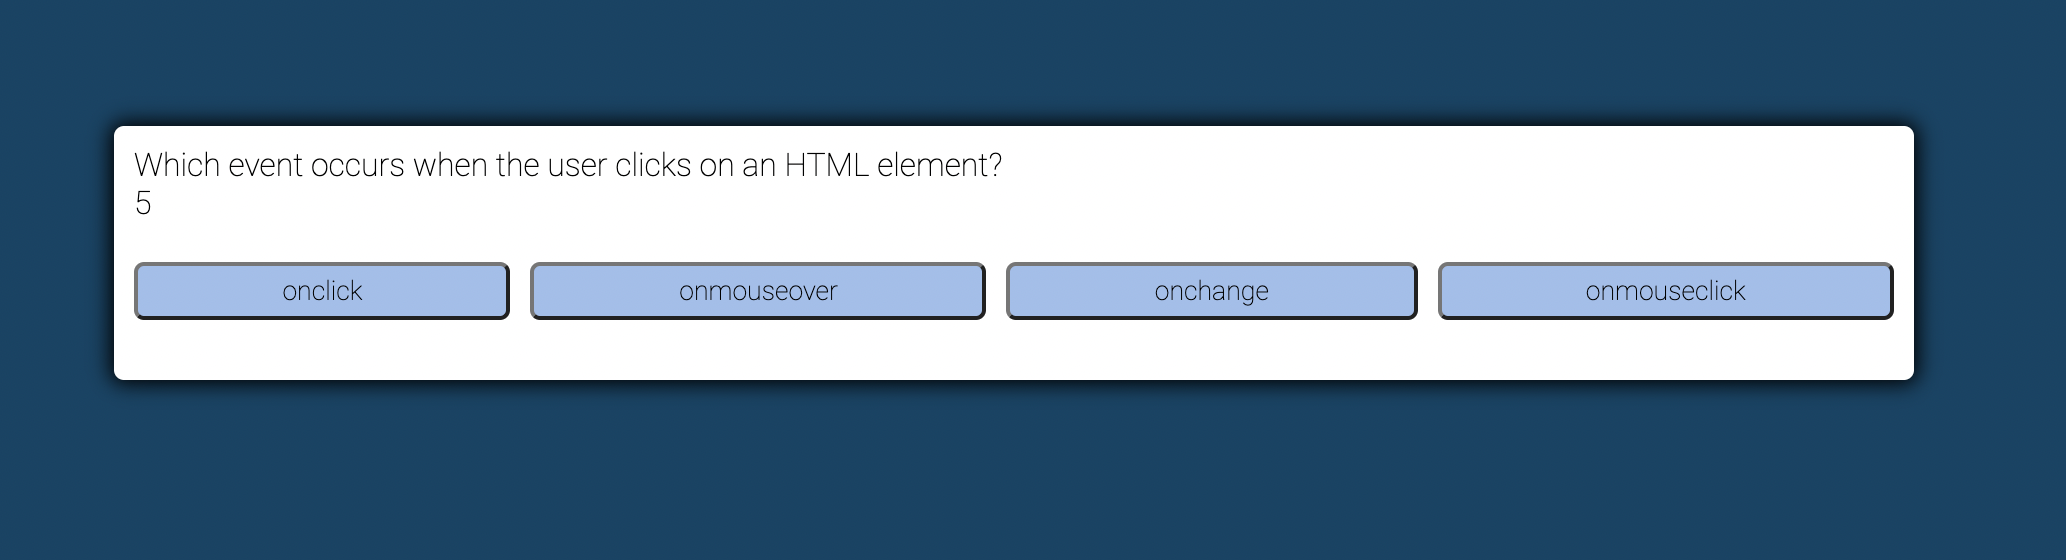 Which event occurs when the user clicks on an HTML element?
5
onclick onmouseover onchange onmouseclick